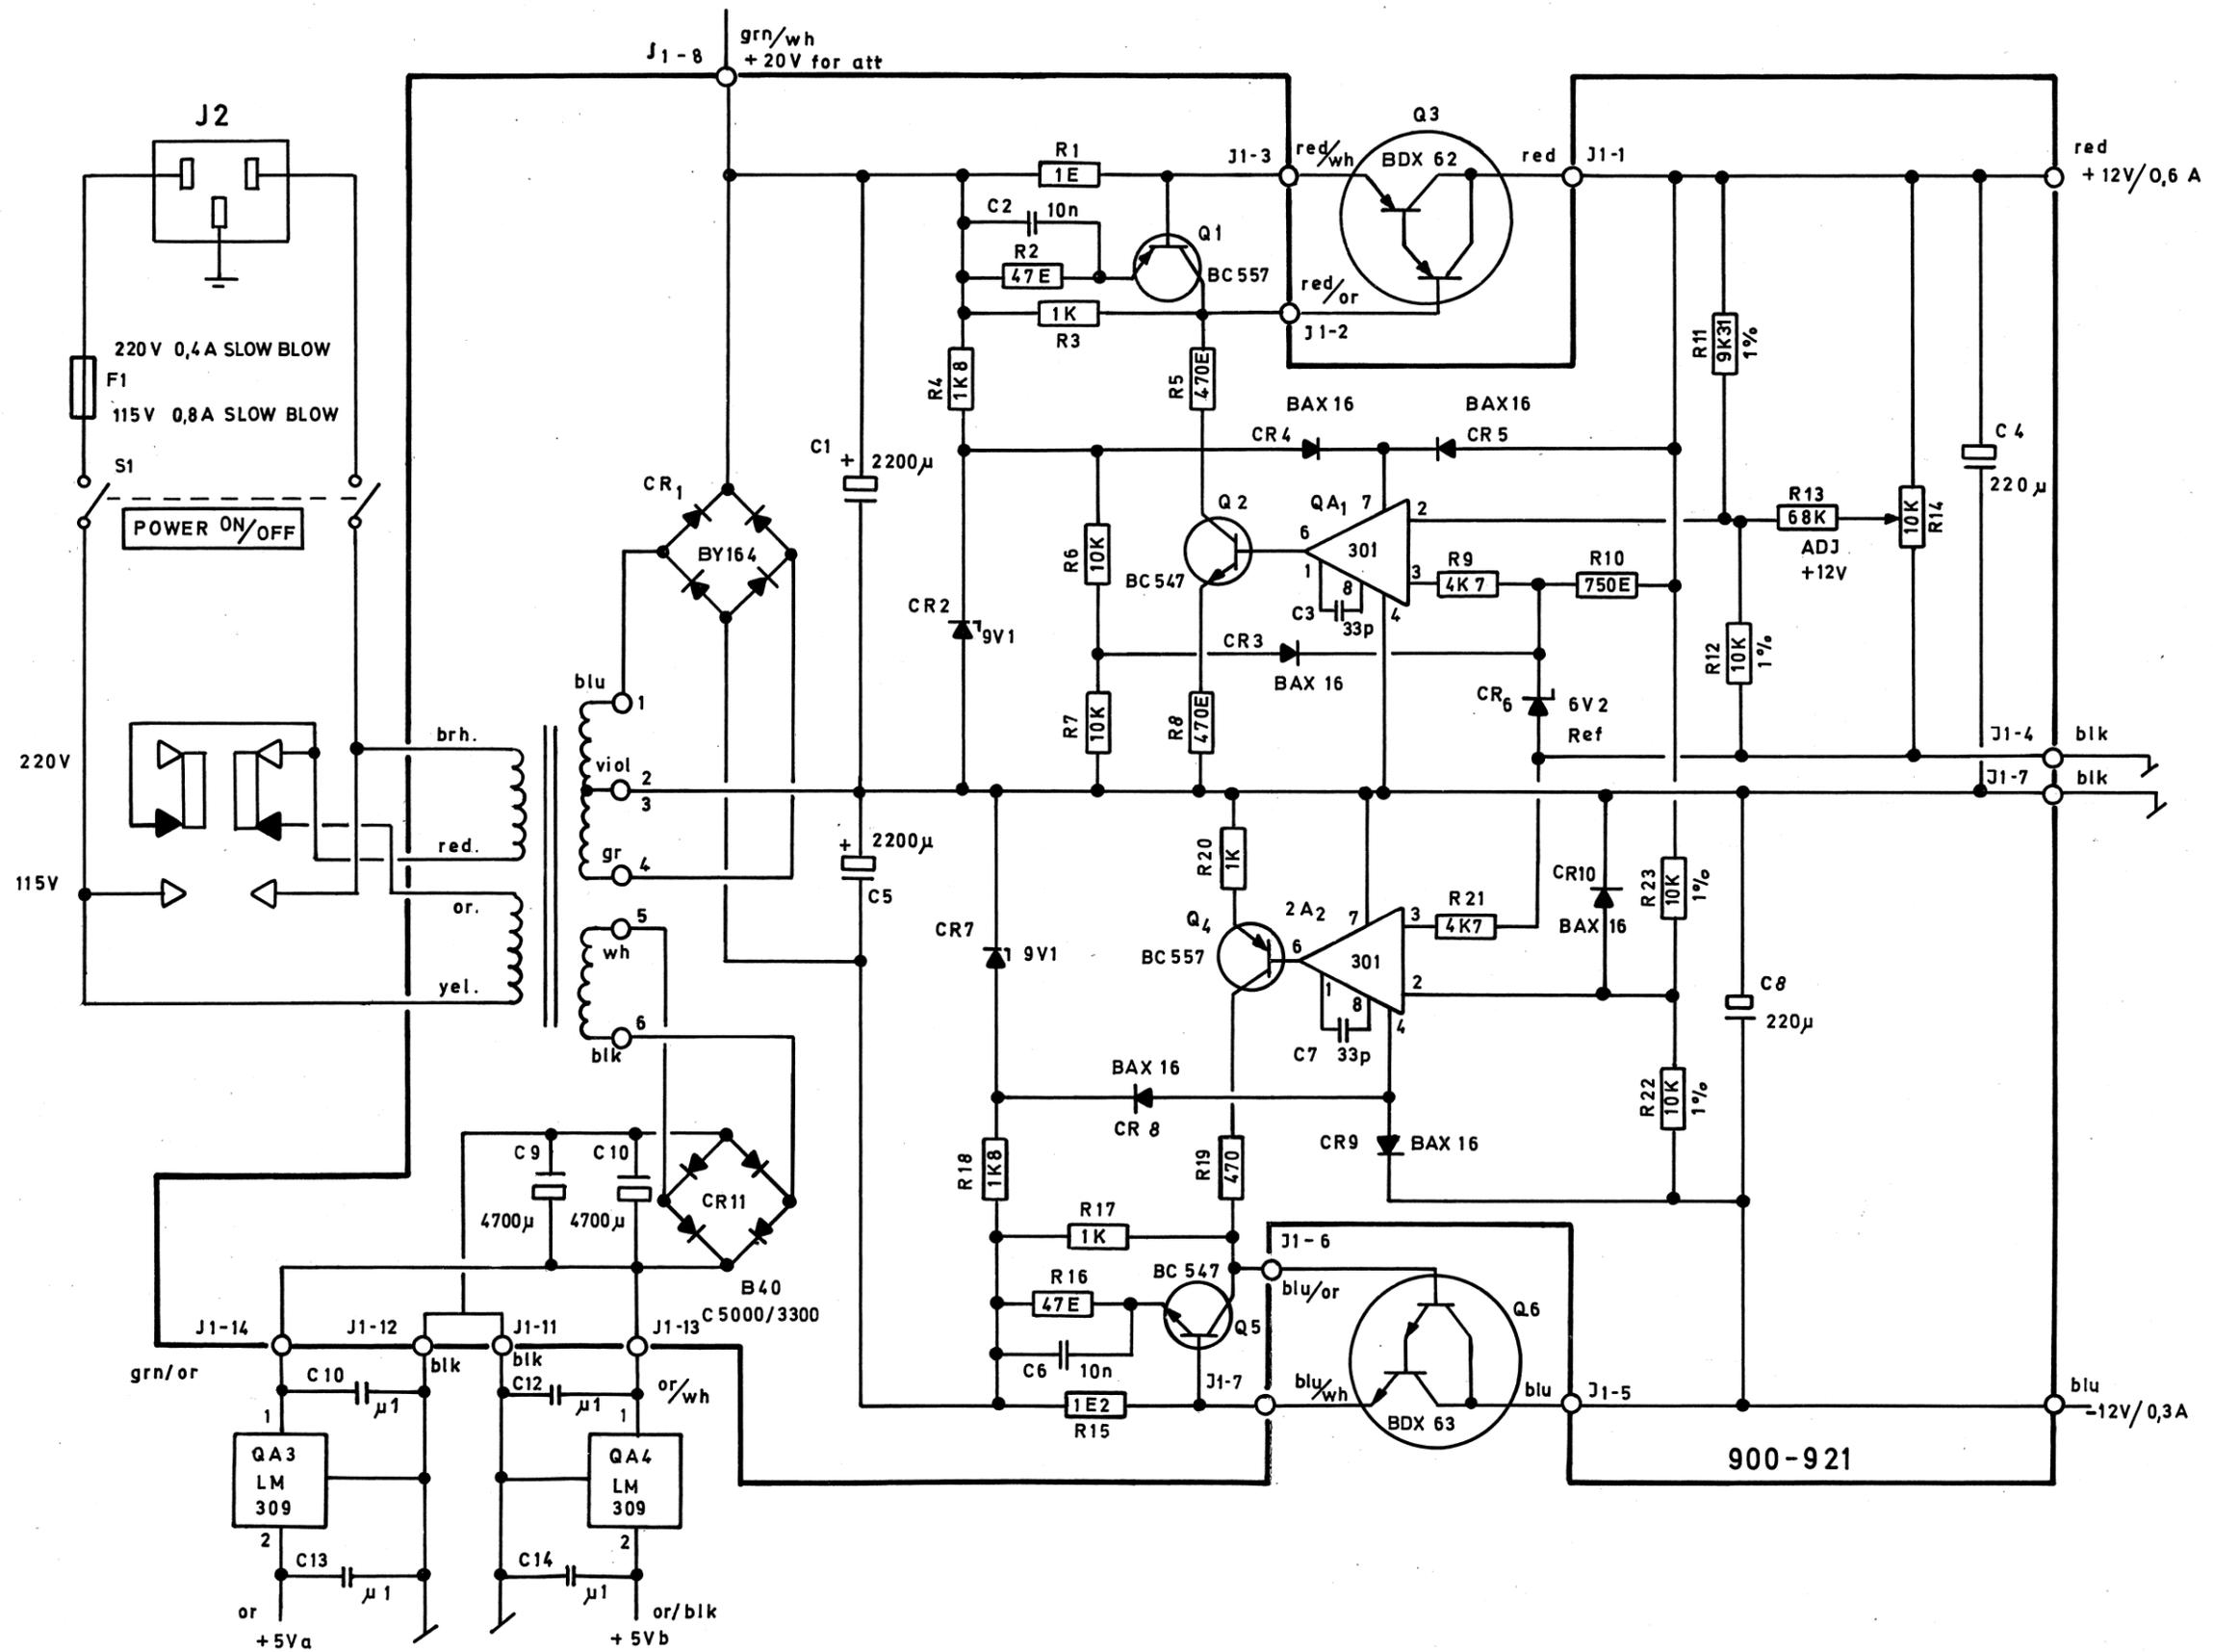 grn/wh
J1-8
+20V for att
J2
Q3
R1
J1-3
red/wh
BDX 62
red
J1-1
red
1E
+12V/0,6 A
C2
10n
Q1
R2
47E
BC 557
red/or
1K
R3
J1-2
220V 0,4A SLOW BLOW
F1
115V 0,8A SLOW BLOW
R4
1K8
R5
470E
R11
9K31
1%
BAX 16
BAX16
CR4
CR5
C1
+
2200µ
C4
220µ
S1
CR1
POWER ON/OFF
BY164
Q2
QA1
7
2
6
301
BC 547
R6
10K
R13
68K
10K
R14
ADJ
+12V
1
8
3
R9
4K7
R10
750E
C3
33p
4
CR2
9V1
CR3
BAX 16
R12
10K
1%
CR6
6V2
Ref
R7
10K
R8
470E
blu
1
brh.
220V
viol
2
3
J1-4
blk
J1-7
blk
+
2200µ
C5
red.
gr
4
115V
or.
R20
1K
CR10
BAX 16
R23
10K
1%
5
wh
CR7
9V1
Q4
BC 557
2A2
7
3
R21
4K7
6
301
2
yel.
6
blk
1
8
4
C7
33p
C8
220µ
BAX 16
CR 8
R22
10K
1%
CR9
BAX 16
C9
C10
R18
1K8
R19
470
CR11
4700µ
4700µ
R17
1K
J1-6
B40
C5000/3300
R16
47E
BC 547
blu/or
Q6
Q5
J1-14
J1-12
J1-11
J1-13
grn/or
blk
blk
C6
10n
C10
µ1
C12
µ1
or/wh
J1-7
blu/wh
blu
J1-5
blu
1E2
R15
BDX 63
-12V/0,3A
1
1
QA3
LM
309
QA4
LM
309
900-921
2
2
C13
µ1
C14
µ1
or
+5Va
or/blk
+5Vb